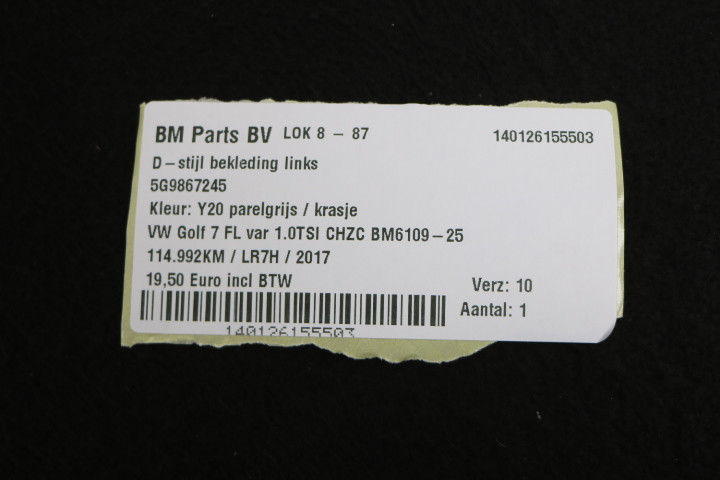 BM Parts BV LOK 8 - 87 140126155503
D-stijl bekleding links
5G9867245
Kleur: Y20 parelgrijs / krasje
VW Golf 7 FL var 1.0TSI CHZC BM6109-25
114.992KM / LR7H / 2017
19,50 Euro incl BTW Verz: 10
Aantal: 1
140126155503